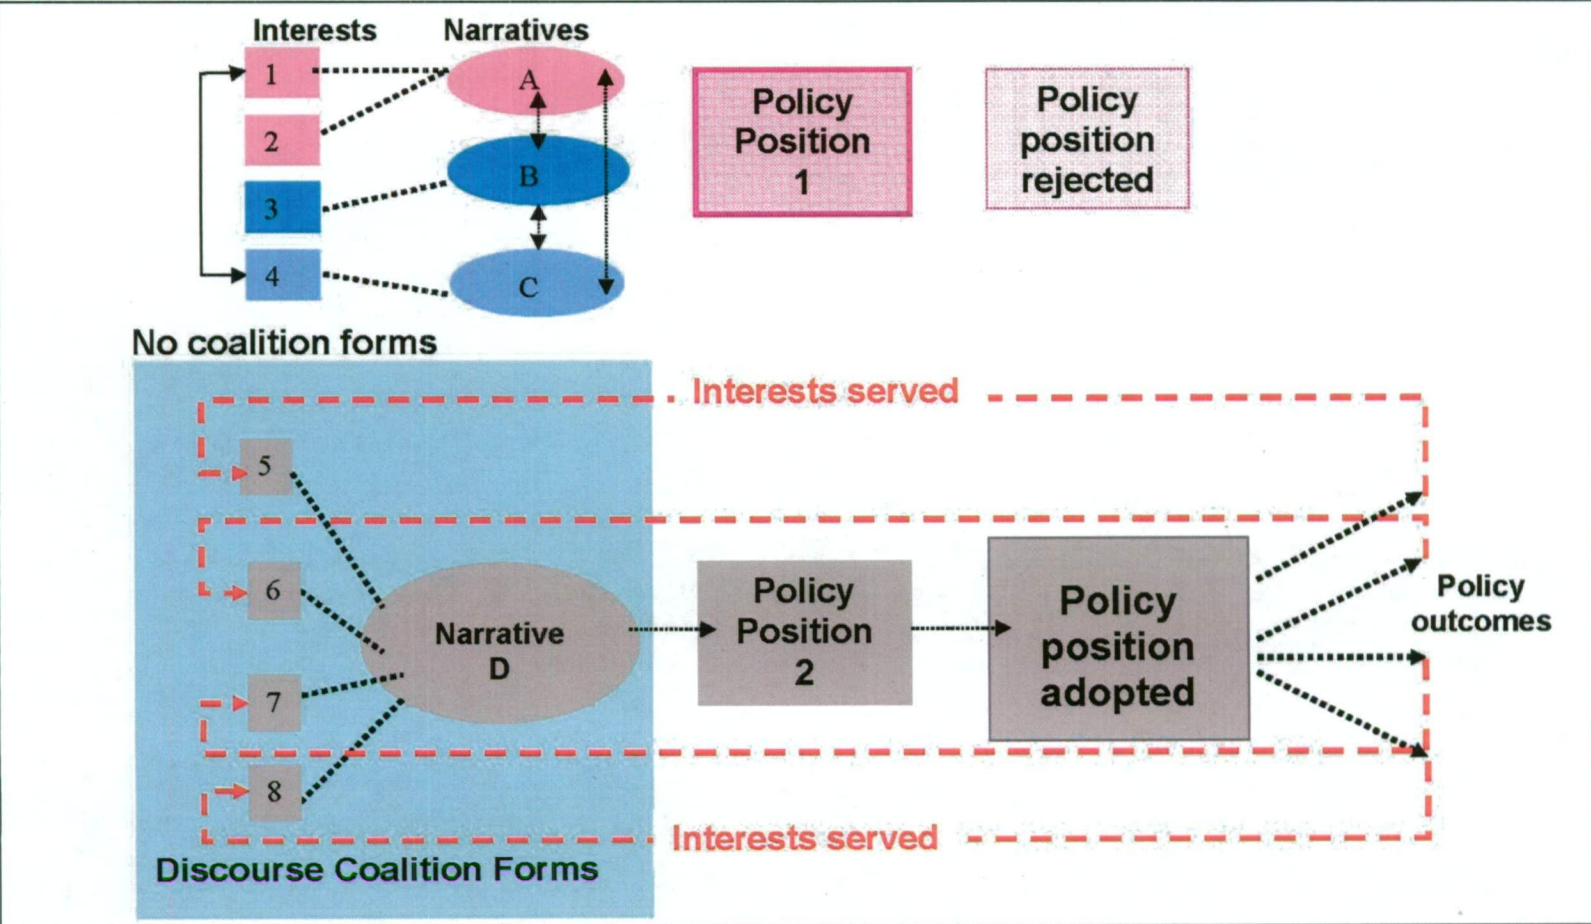 Interests
Narratives
1
2
3
4
A
B
C
Policy
Position
1
Policy
position
rejected
No coalition forms
Interests served
5
6
7
8
Narrative
D
Policy
Position
2
Policy
position
adopted
Policy
outcomes
Interests served
Discourse Coalition Forms